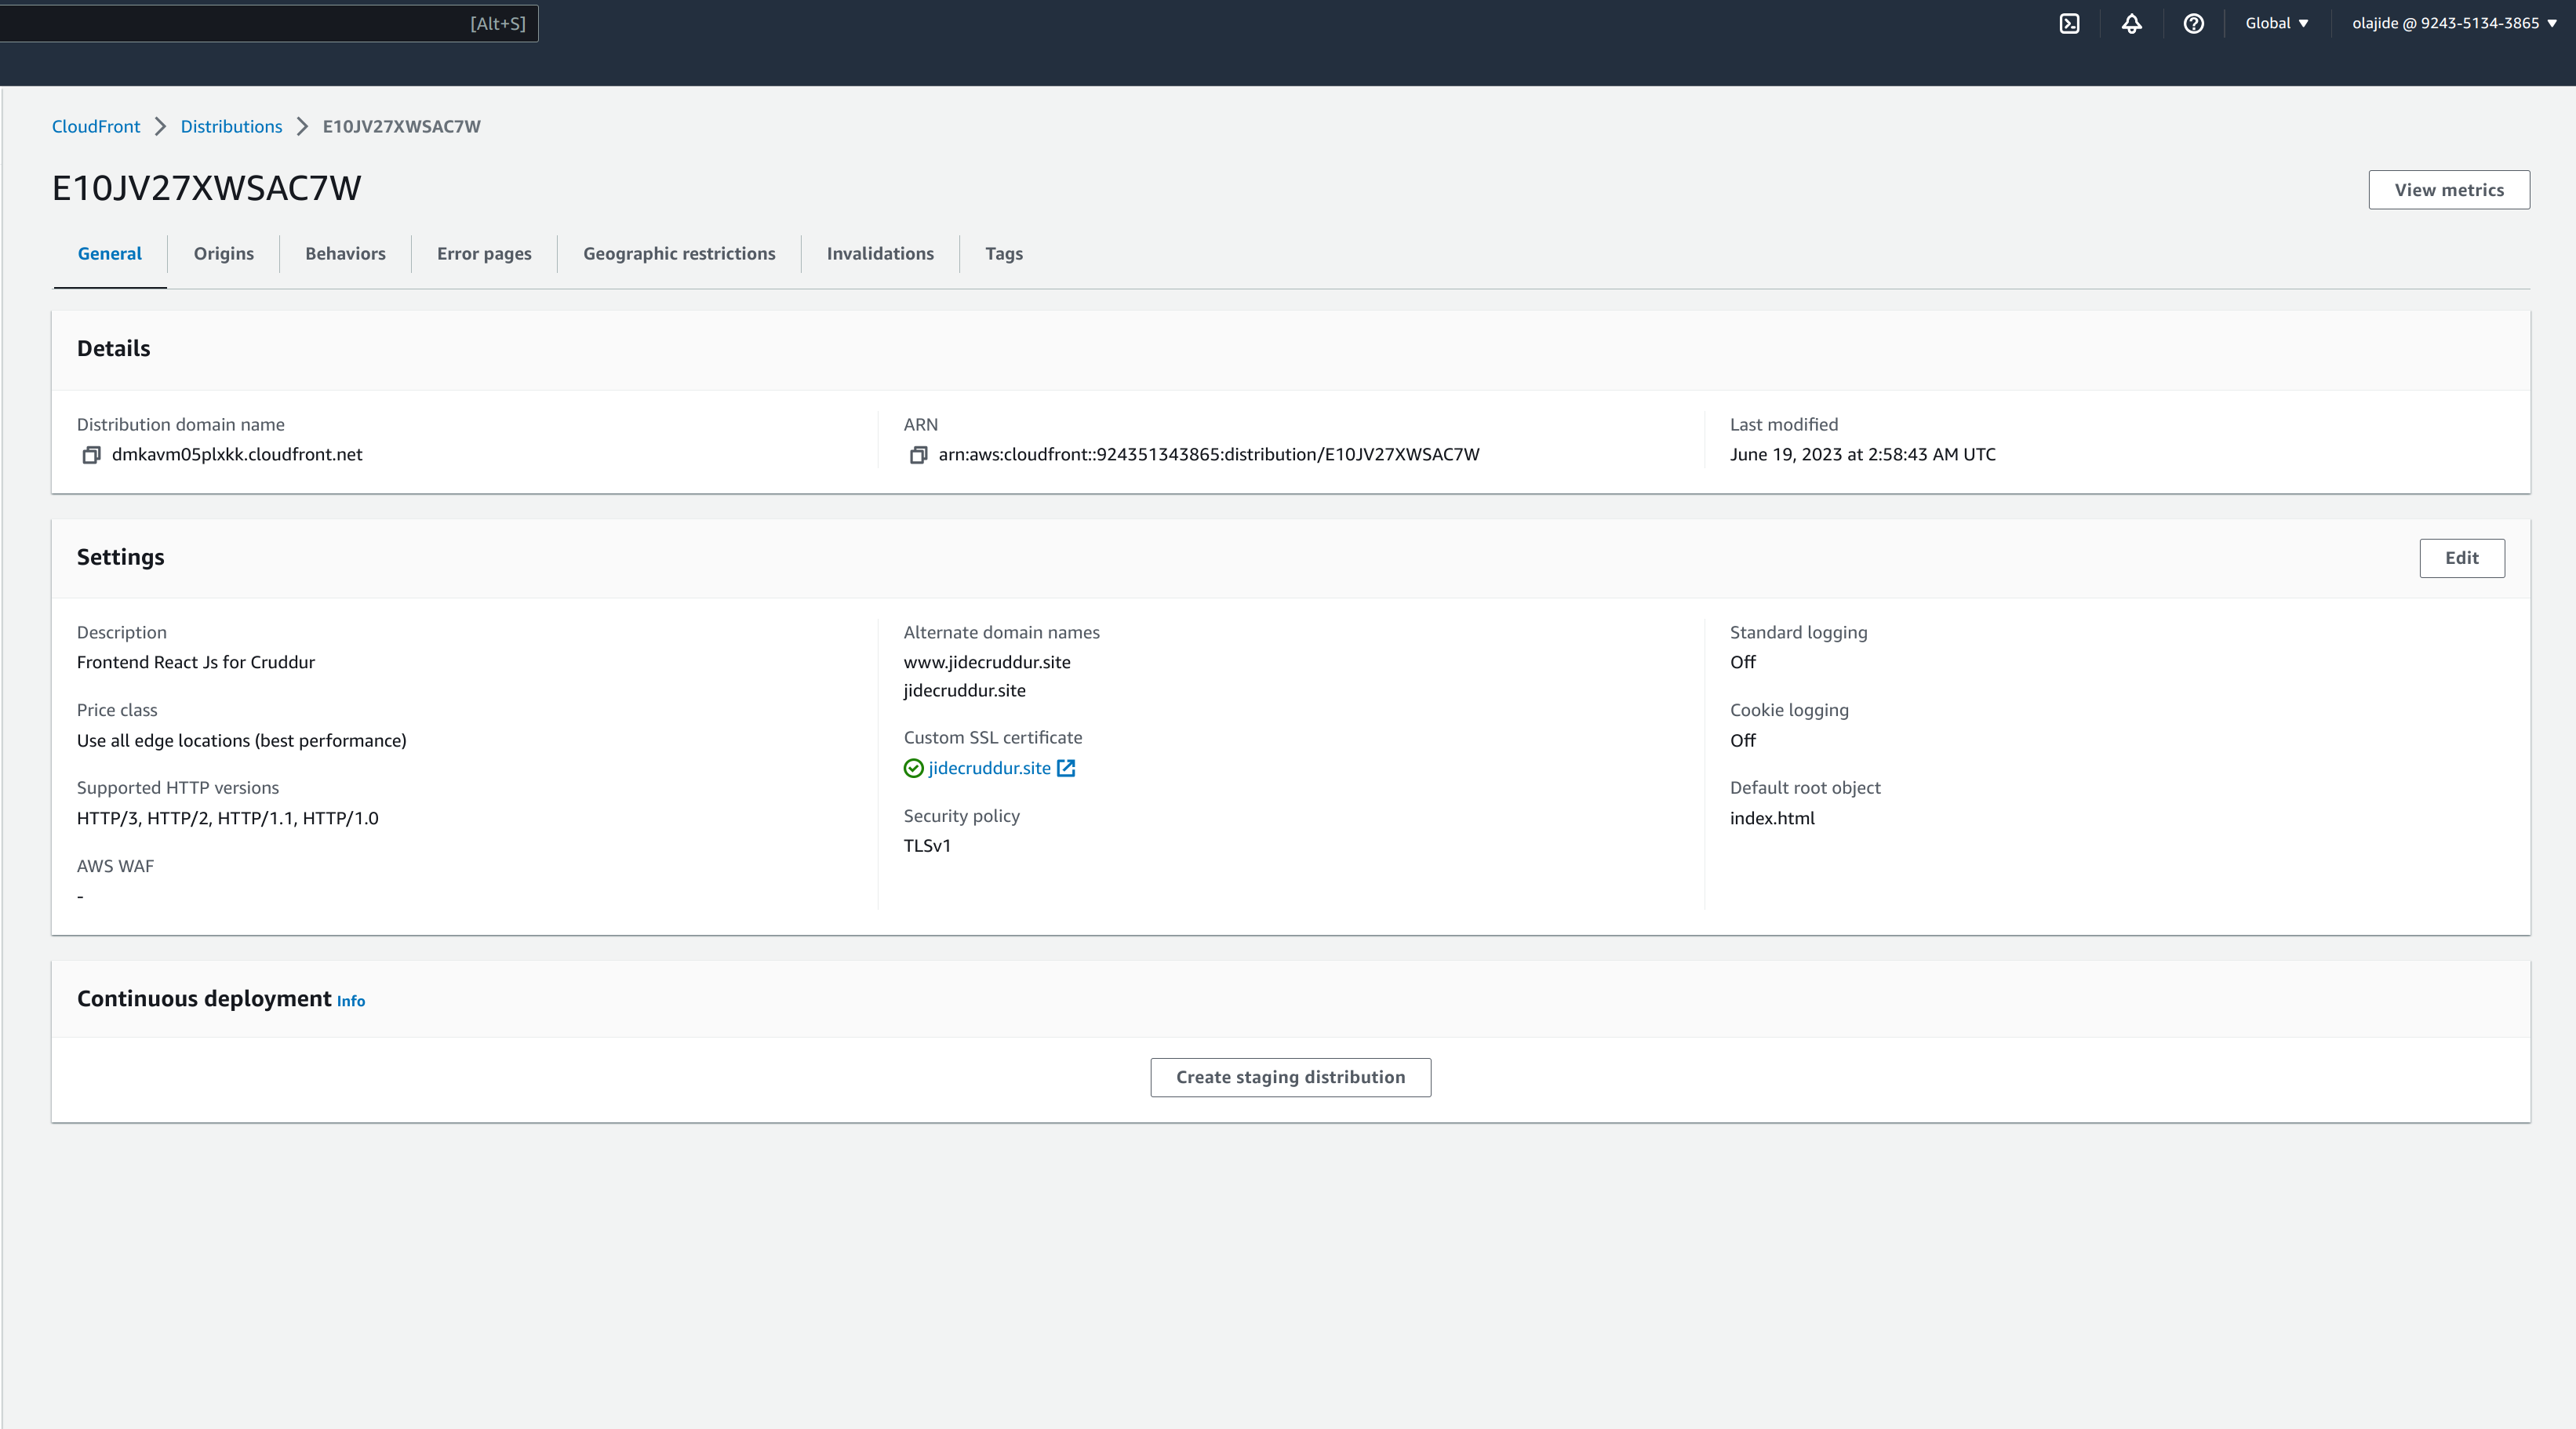 [Alt+S]
Global
olajide @ 9243-5134-3865
CloudFront
Distributions
E10JV27XWSAC7W
E10JV27XWSAC7W
View metrics
General
Origins
Behaviors
Error pages
Geographic restrictions
Invalidations
Tags
Details
Distribution domain name
dmkavm05plxkk.cloudfront.net
ARN
arn:aws:cloudfront::924351343865:distribution/E10JV27XWSAC7W
Last modified
June 19, 2023 at 2:58:43 AM UTC
Settings
Edit
Description
Frontend React Js for Cruddur
Price class
Use all edge locations (best performance)
Supported HTTP versions
HTTP/3, HTTP/2, HTTP/1.1, HTTP/1.0
AWS WAF
-
Alternate domain names
www.jidecruddur.site
jidecruddur.site
Custom SSL certificate
jidecruddur.site
Security policy
TLSv1
Standard logging
Off
Cookie logging
Off
Default root object
index.html
Continuous deployment Info
Create staging distribution